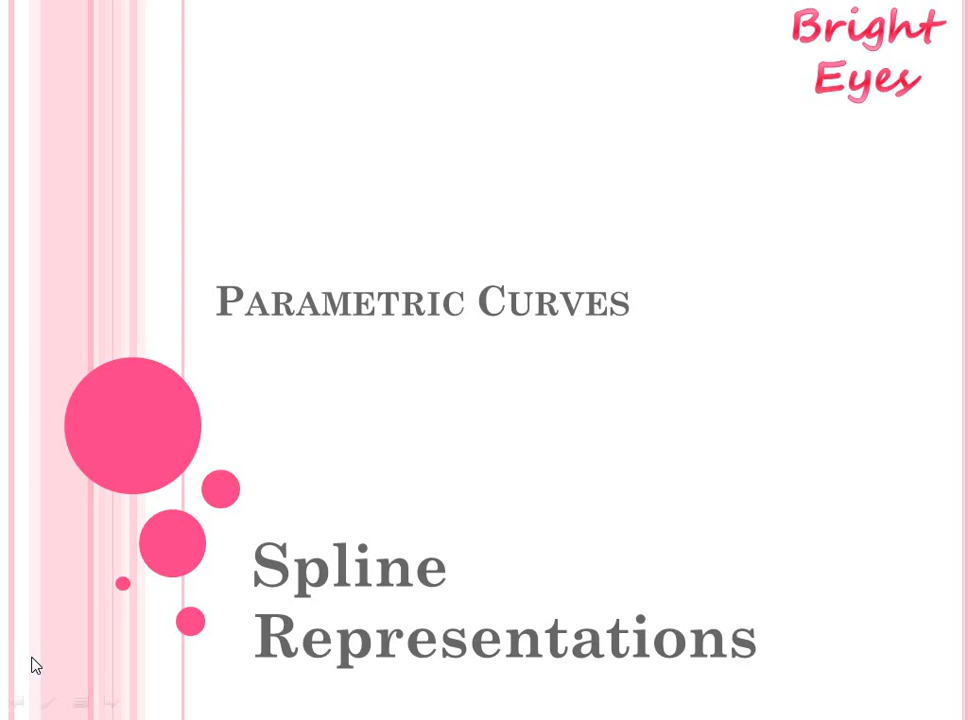 Bright
Eyes
PARAMETRIC CURVES
Spline
Representations